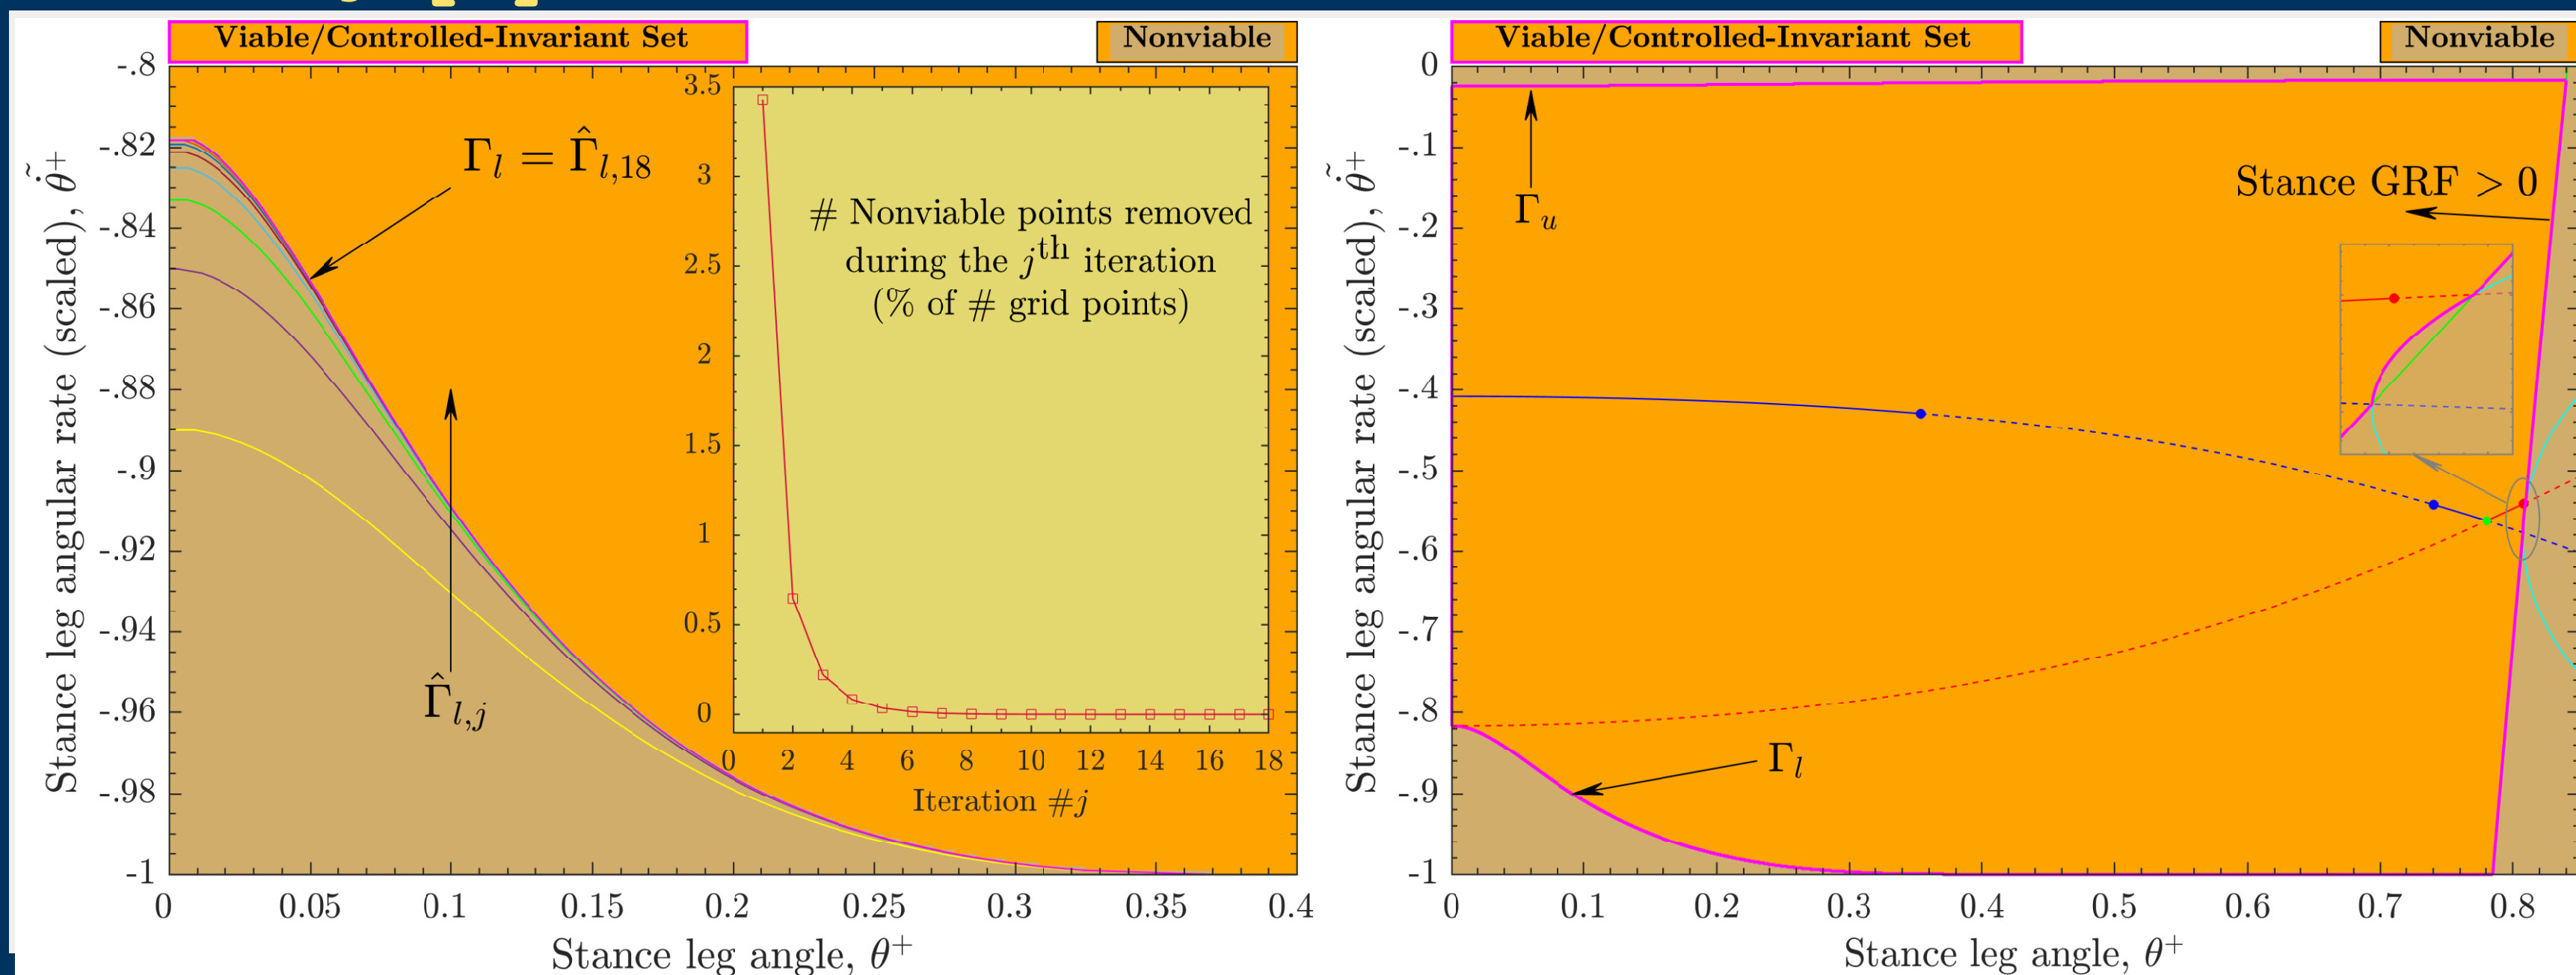 Viable/Controlled-Invariant Set
Nonviable
-.8
-.82
-.84
-.86
-.88
-.9
-.92
-.94
-.96
-.98
-1
Stance leg angular rate (scaled), θ̇̃⁺
Γ_l = Γ̂_{l,18}
Γ̂_{l,j}
3.5
3
2.5
2
1.5
1
0.5
0
# Nonviable points removed
during the jᵗʰ iteration
(% of # grid points)
0 2 4 6 8 10 12 14 16 18
Iteration #j
0 0.05 0.1 0.15 0.2 0.25 0.3 0.35 0.4
Stance leg angle, θ⁺
Viable/Controlled-Invariant Set
Nonviable
0
-.1
-.2
-.3
-.4
-.5
-.6
-.7
-.8
-.9
-1
Stance leg angular rate (scaled), θ̇̃⁺
Γ_u
Stance GRF > 0
Γ_l
0 0.1 0.2 0.3 0.4 0.5 0.6 0.7 0.8
Stance leg angle, θ⁺